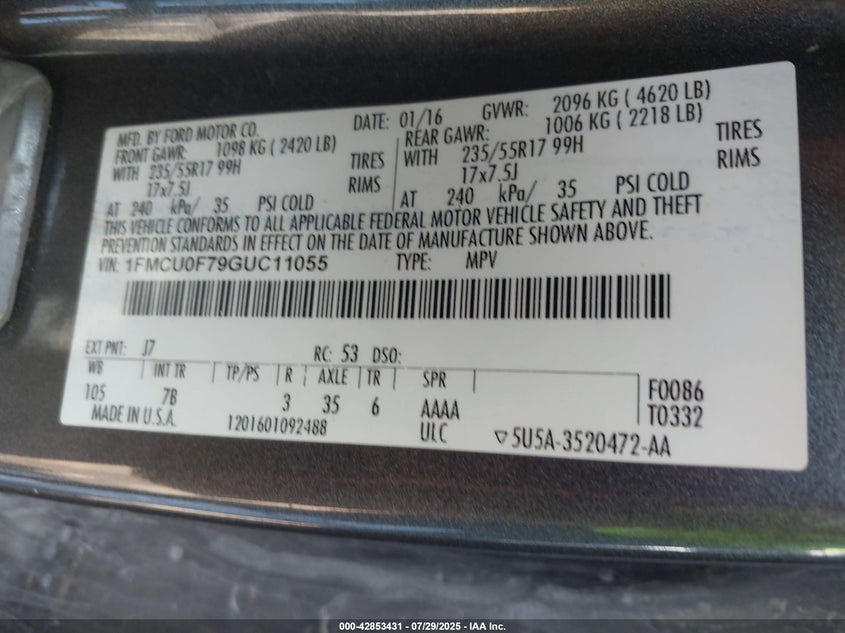 MFD. BY FORD MOTOR CO. DATE: 01/16 GVWR: 2096 KG ( 4620 LB)
FRONT GAWR: 1098 KG ( 2420 LB) REAR GAWR: 1006 KG ( 2218 LB)
WITH 235/55R17 99H TIRES WITH 235/55R17 99H TIRES
17x7.5J RIMS 17x7.5J RIMS
AT 240 kPa/ 35 PSI COLD AT 240 kPa/ 35 PSI COLD
THIS VEHICLE CONFORMS TO ALL APPLICABLE FEDERAL MOTOR VEHICLE SAFETY AND THEFT
PREVENTION STANDARDS IN EFFECT ON THE DATE OF MANUFACTURE SHOWN ABOVE.
VIN: 1FMCU0F79GUC11055 TYPE: MPV
EXT PNT: J7 RC: 53 DSO:
WB INT TR TP/PS R AXLE TR SPR
105 7B 3 35 6 AAAA F0086
MADE IN U.S.A. 1201601092488 ULC T0332
5U5A-3520472-AA
000-42853431 - 07/29/2025 - IAA Inc.